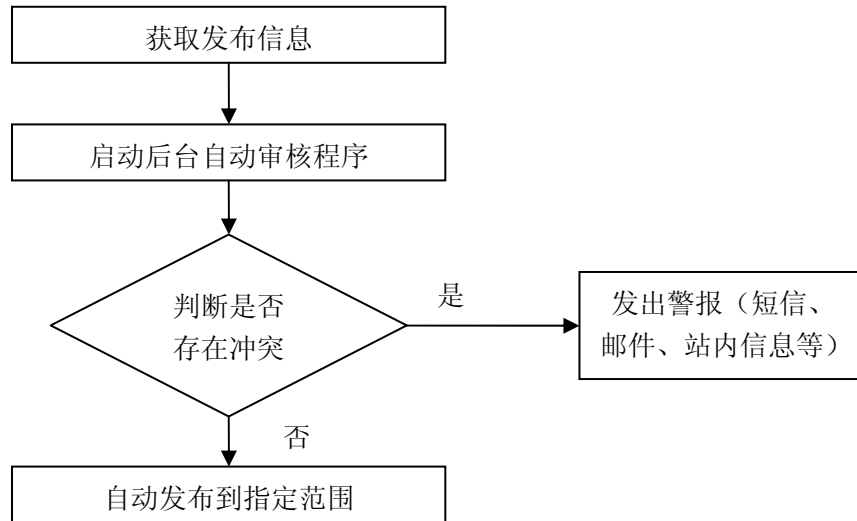 获取发布信息
启动后台自动审核程序
判断是否
存在冲突
是
发出警报（短信、
邮件、站内信息等）
否
自动发布到指定范围